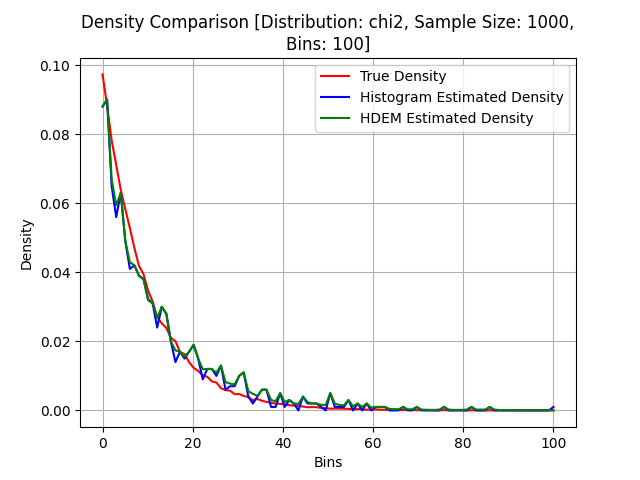 Density Comparison [Distribution: chi2, Sample Size: 1000,
Bins: 100]
True Density
Histogram Estimated Density
HDEM Estimated Density
Density
0.10
0.08
0.06
0.04
0.02
0.00
0 20 40 60 80 100
Bins